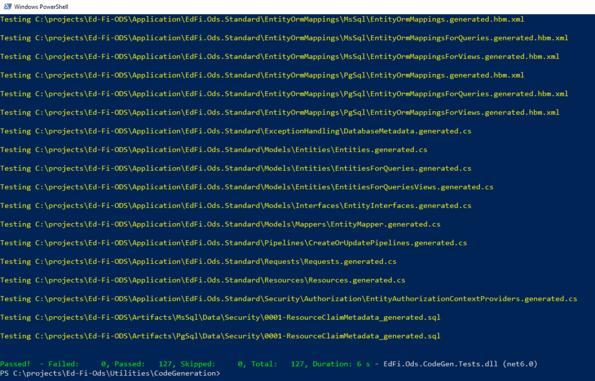 Windows PowerShell
Testing C:\projects\Ed-Fi-ODS\Application\EdFi.Ods.Standard\EntityOrmMappings\MsSql\EntityOrmMappings.generated.hbm.xml
Testing C:\projects\Ed-Fi-ODS\Application\EdFi.Ods.Standard\EntityOrmMappings\MsSql\EntityOrmMappingsForQueries.generated.hbm.xml
Testing C:\projects\Ed-Fi-ODS\Application\EdFi.Ods.Standard\EntityOrmMappings\MsSql\EntityOrmMappingsForViews.generated.hbm.xml
Testing C:\projects\Ed-Fi-ODS\Application\EdFi.Ods.Standard\EntityOrmMappings\PgSql\EntityOrmMappings.generated.hbm.xml
Testing C:\projects\Ed-Fi-ODS\Application\EdFi.Ods.Standard\EntityOrmMappings\PgSql\EntityOrmMappingsForQueries.generated.hbm.xml
Testing C:\projects\Ed-Fi-ODS\Application\EdFi.Ods.Standard\EntityOrmMappings\PgSql\EntityOrmMappingsForViews.generated.hbm.xml
Testing C:\projects\Ed-Fi-ODS\Application\EdFi.Ods.Standard\ExceptionHandling\DatabaseMetadata.generated.cs
Testing C:\projects\Ed-Fi-ODS\Application\EdFi.Ods.Standard\Models\Entities\Entities.generated.cs
Testing C:\projects\Ed-Fi-ODS\Application\EdFi.Ods.Standard\Models\Entities\EntitiesForQueries.generated.cs
Testing C:\projects\Ed-Fi-ODS\Application\EdFi.Ods.Standard\Models\Entities\EntitiesForQueriesViews.generated.cs
Testing C:\projects\Ed-Fi-ODS\Application\EdFi.Ods.Standard\Models\Interfaces\EntityInterfaces.generated.cs
Testing C:\projects\Ed-Fi-ODS\Application\EdFi.Ods.Standard\Models\Mappers\EntityMapper.generated.cs
Testing C:\projects\Ed-Fi-ODS\Application\EdFi.Ods.Standard\Pipelines\CreateOrUpdatePipelines.generated.cs
Testing C:\projects\Ed-Fi-ODS\Application\EdFi.Ods.Standard\Requests\Requests.generated.cs
Testing C:\projects\Ed-Fi-ODS\Application\EdFi.Ods.Standard\Resources\Resources.generated.cs
Testing C:\projects\Ed-Fi-ODS\Application\EdFi.Ods.Standard\Security\Authorization\EntityAuthorizationContextProviders.generated.cs
Testing C:\projects\Ed-Fi-ODS\Artifacts\MsSql\Data\Security\0001-ResourceClaimMetadata_generated.sql
Testing C:\projects\Ed-Fi-ODS\Artifacts\PgSql\Data\Security\0001-ResourceClaimMetadata_generated.sql
Passed!  - Failed:     0, Passed:   127, Skipped:     0, Total:   127, Duration: 6 s - EdFi.Ods.CodeGen.Tests.dll (net6.0)
PS C:\projects\Ed-Fi-Ods\Utilities\CodeGeneration>